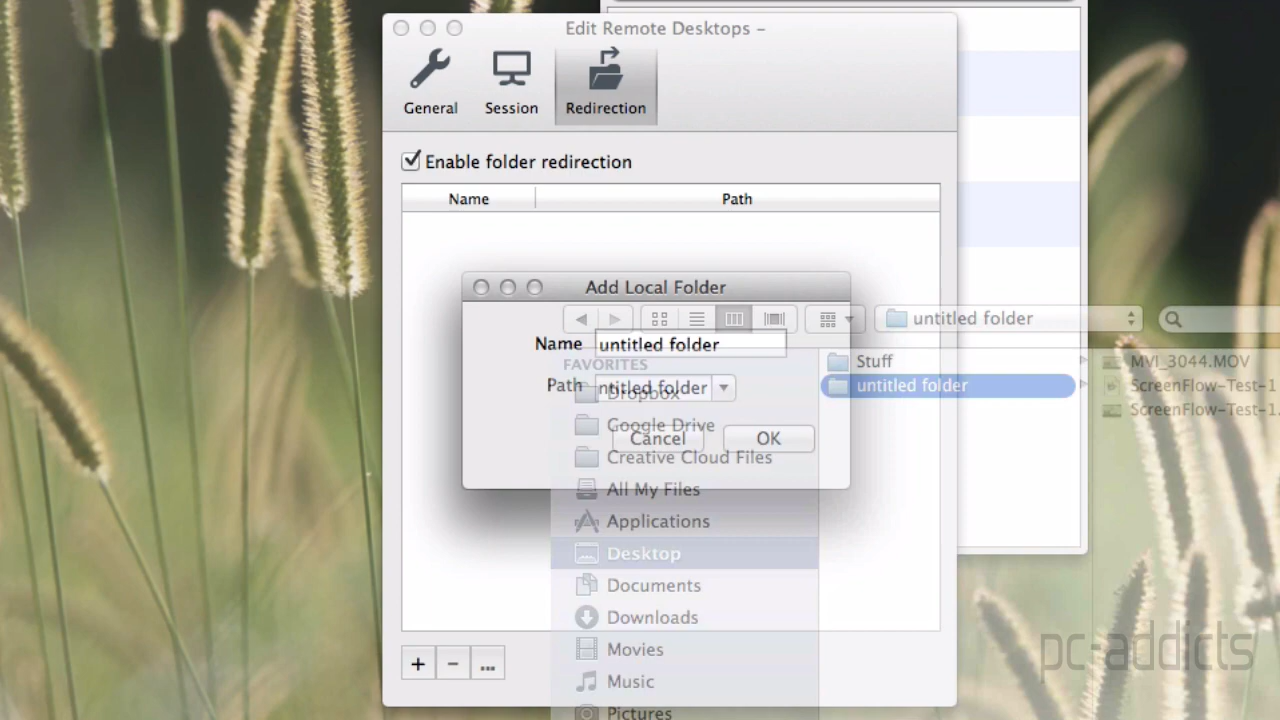 Edit Remote Desktops –
General
Session
Redirection
Enable folder redirection
Name
Path
Add Local Folder
untitled folder
Name
untitled folder
FAVORITES
Stuff
MVI_3044.MOV
Path
ntitled folder
Dropbox
untitled folder
ScreenFlow-Test-1
ScreenFlow-Test-1.
Google Drive
Cancel
OK
Creative Cloud Files
All My Files
Applications
Desktop
Documents
Downloads
Movies
Music
Pictures
+
-
...
pc-addicts